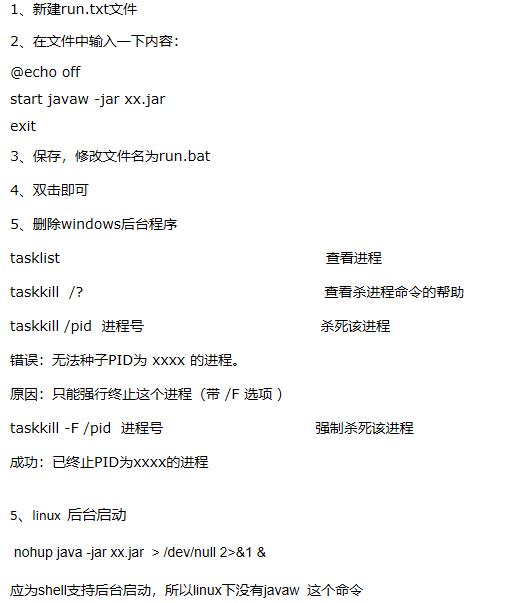 1、新建run.txt文件
2、在文件中输入一下内容：
@echo off
start javaw -jar xx.jar
exit
3、保存，修改文件名为run.bat
4、双击即可
5、删除windows后台程序
tasklist 查看进程
taskkill /? 查看杀进程命令的帮助
taskkill /pid 进程号 杀死该进程
错误：无法种子PID为 xxxx 的进程。
原因：只能强行终止这个进程（带 /F 选项 ）
taskkill -F /pid 进程号 强制杀死该进程
成功：已终止PID为xxxx的进程
5、linux 后台启动
nohup java -jar xx.jar > /dev/null 2>&1 &
应为shell支持后台启动，所以linux下没有javaw 这个命令